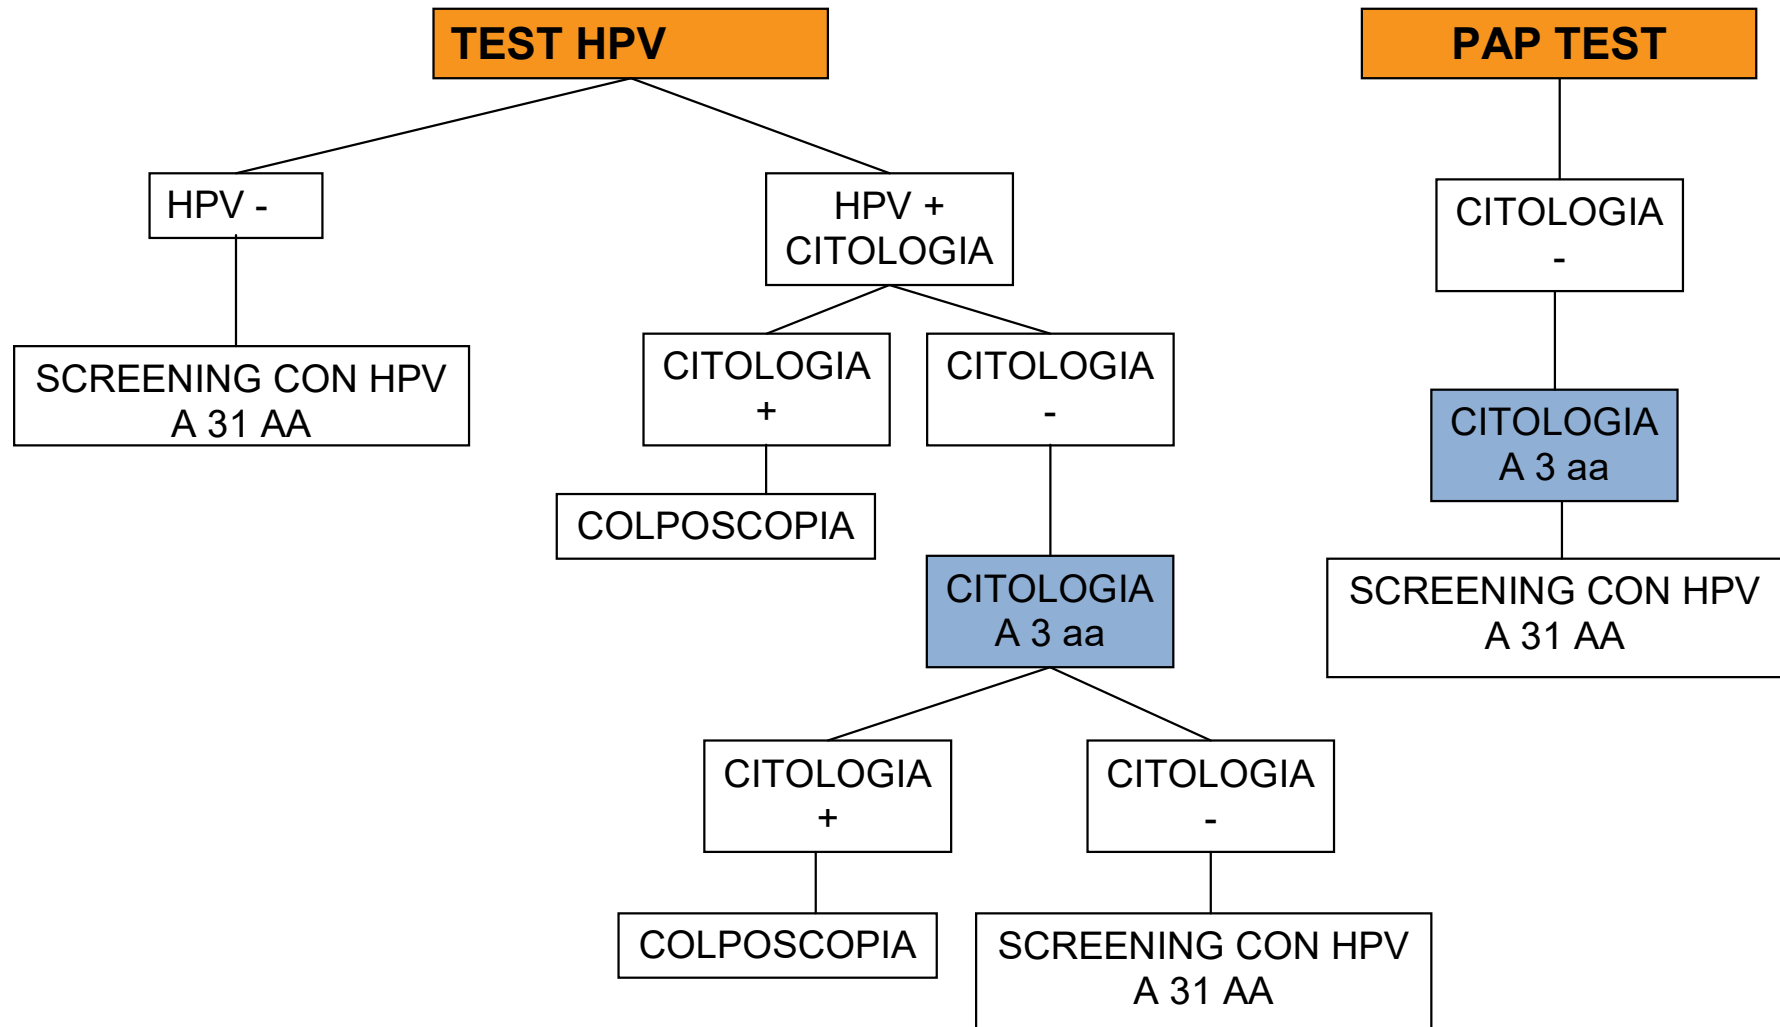 TEST HPV
PAP TEST
HPV -
HPV +
CITOLOGIA
CITOLOGIA
-
SCREENING CON HPV
A 31 AA
CITOLOGIA
+
CITOLOGIA
-
CITOLOGIA
A 3 aa
COLPOSCOPIA
CITOLOGIA
A 3 aa
SCREENING CON HPV
A 31 AA
CITOLOGIA
+
CITOLOGIA
-
COLPOSCOPIA
SCREENING CON HPV
A 31 AA